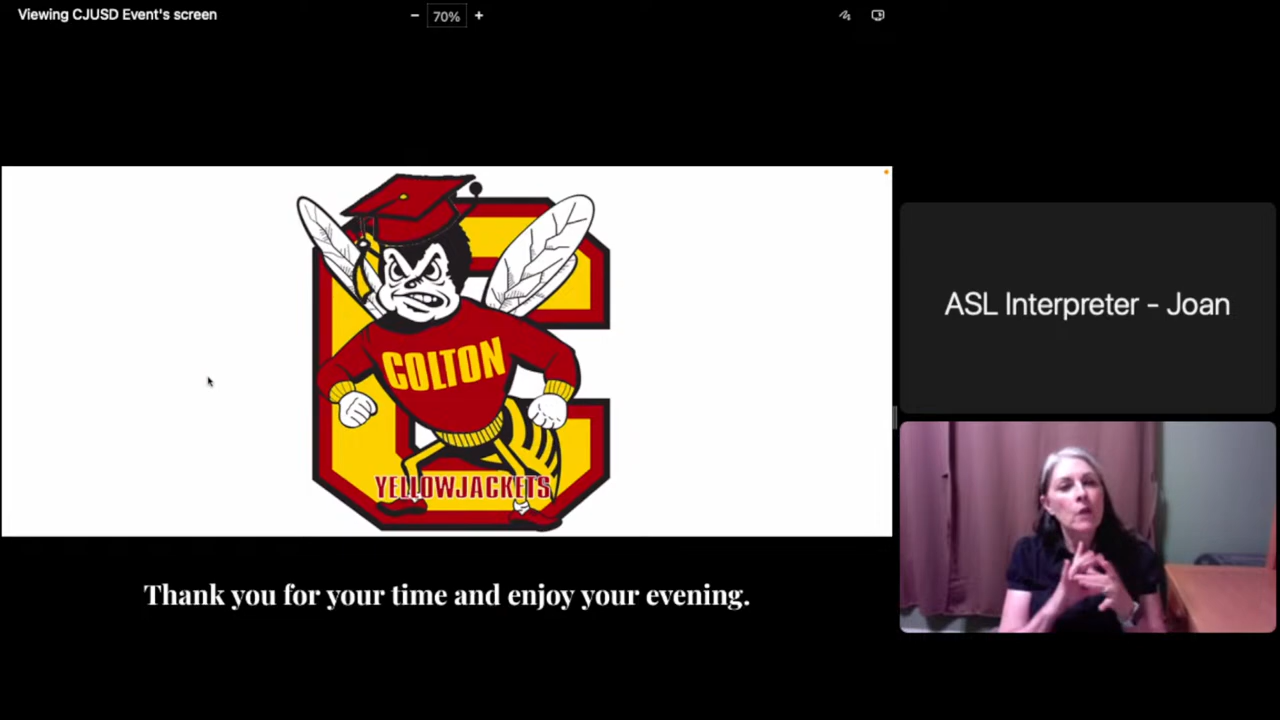 Viewing CJUSD Event's screen
− 70% +
COLTON
YELLOWJACKETS
ASL Interpreter - Joan
Thank you for your time and enjoy your evening.